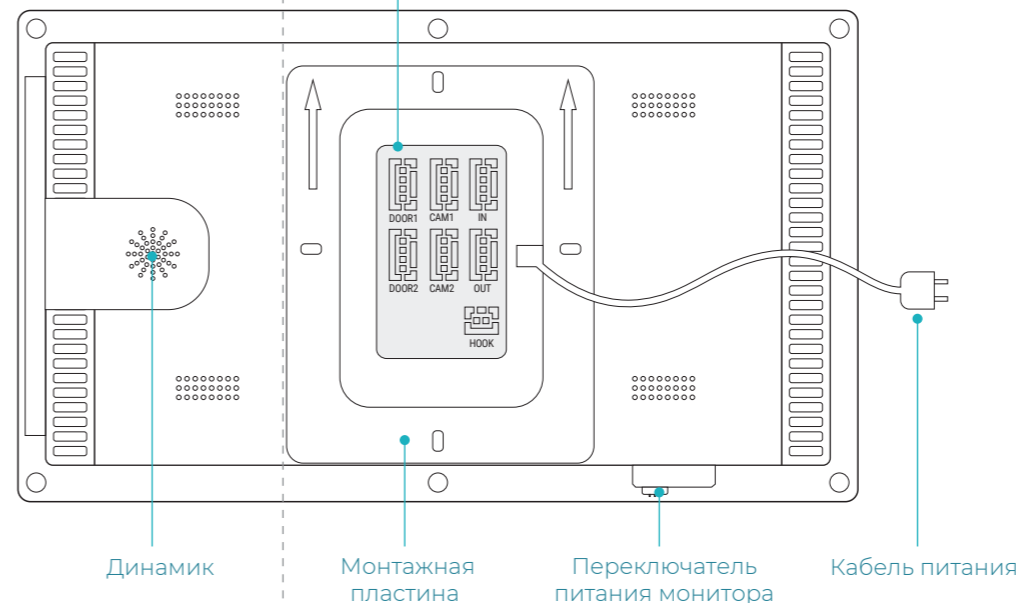 DOOR1 CAM1 IN
DOOR2 CAM2 OUT
HOOK
Динамик
Монтажная
пластина
Переключатель
питания монитора
Кабель питания